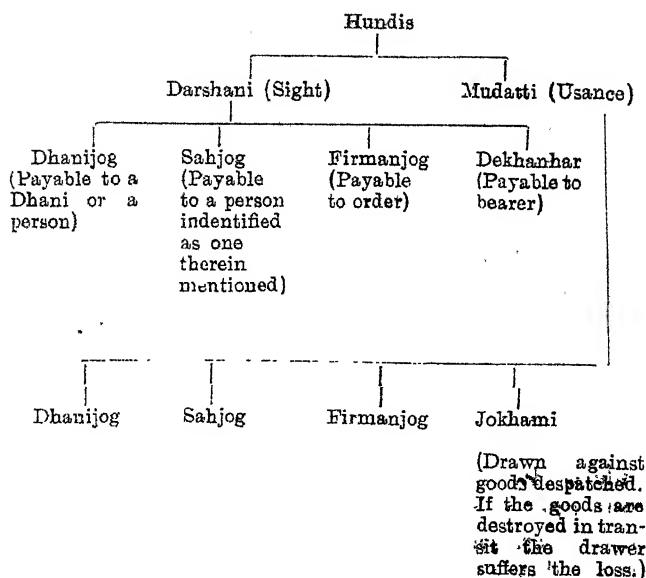 Hundis
Darshani (Sight)
Mudatti (Usance)
Dhanijog
(Payable to a
Dhani or a
person)
Sahjog
(Payable
to a person
indentified
as one
therein
mentioned)
Firmanjog
(Payable
to order)
Dekhanhar
(Payable to
bearer)
Dhanijog
Sahjog
Firmanjog
Jokhami
(Drawn against
goods despatched.
If the goods are
destroyed in tran-
sit the drawer
suffers the loss.)